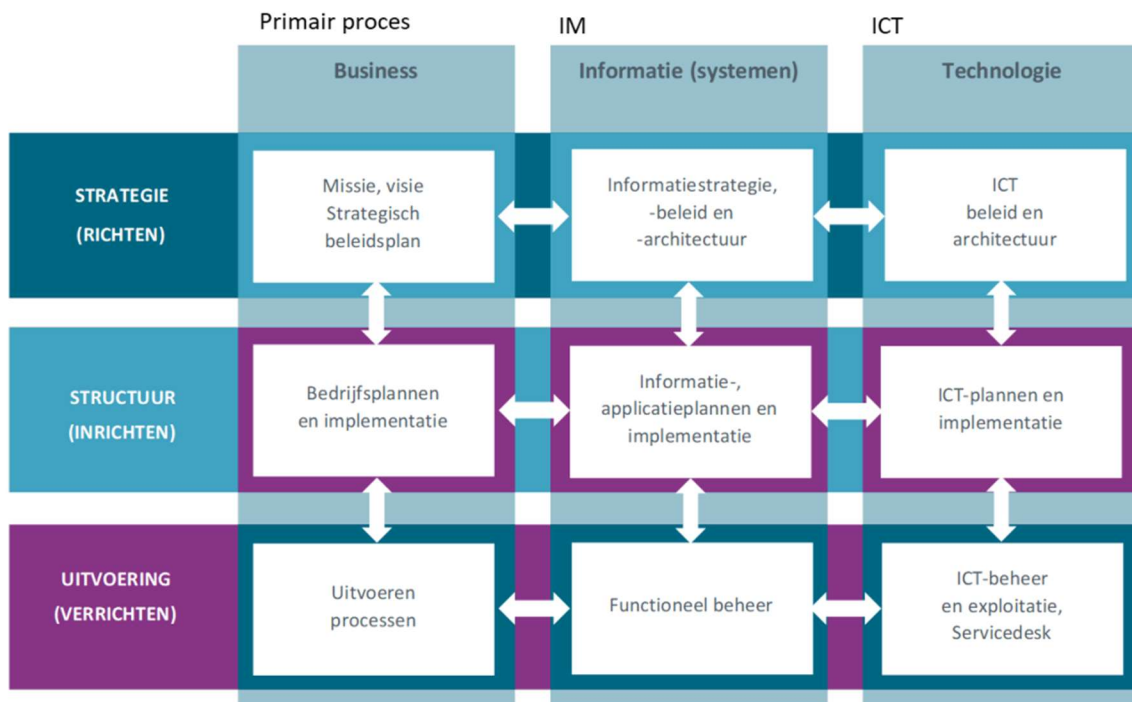 Primair proces
IM
ICT
Business
Informatie (systemen)
Technologie
STRATEGIE
(RICHTEN)
Missie, visie
Strategisch
beleidsplan
Informatiestrategie,
-beleid en
-architectuur
ICT
beleid en
architectuur
STRUCTUUR
(INRICHTEN)
Bedrijfsplannen
en implementatie
Informatie-,
applicatieplannen en
implementatie
ICT-plannen en
implementatie
UITVOERING
(VERRICHTEN)
Uitvoeren
processen
Functioneel beheer
ICT-beheer
en exploitatie,
Servicedesk